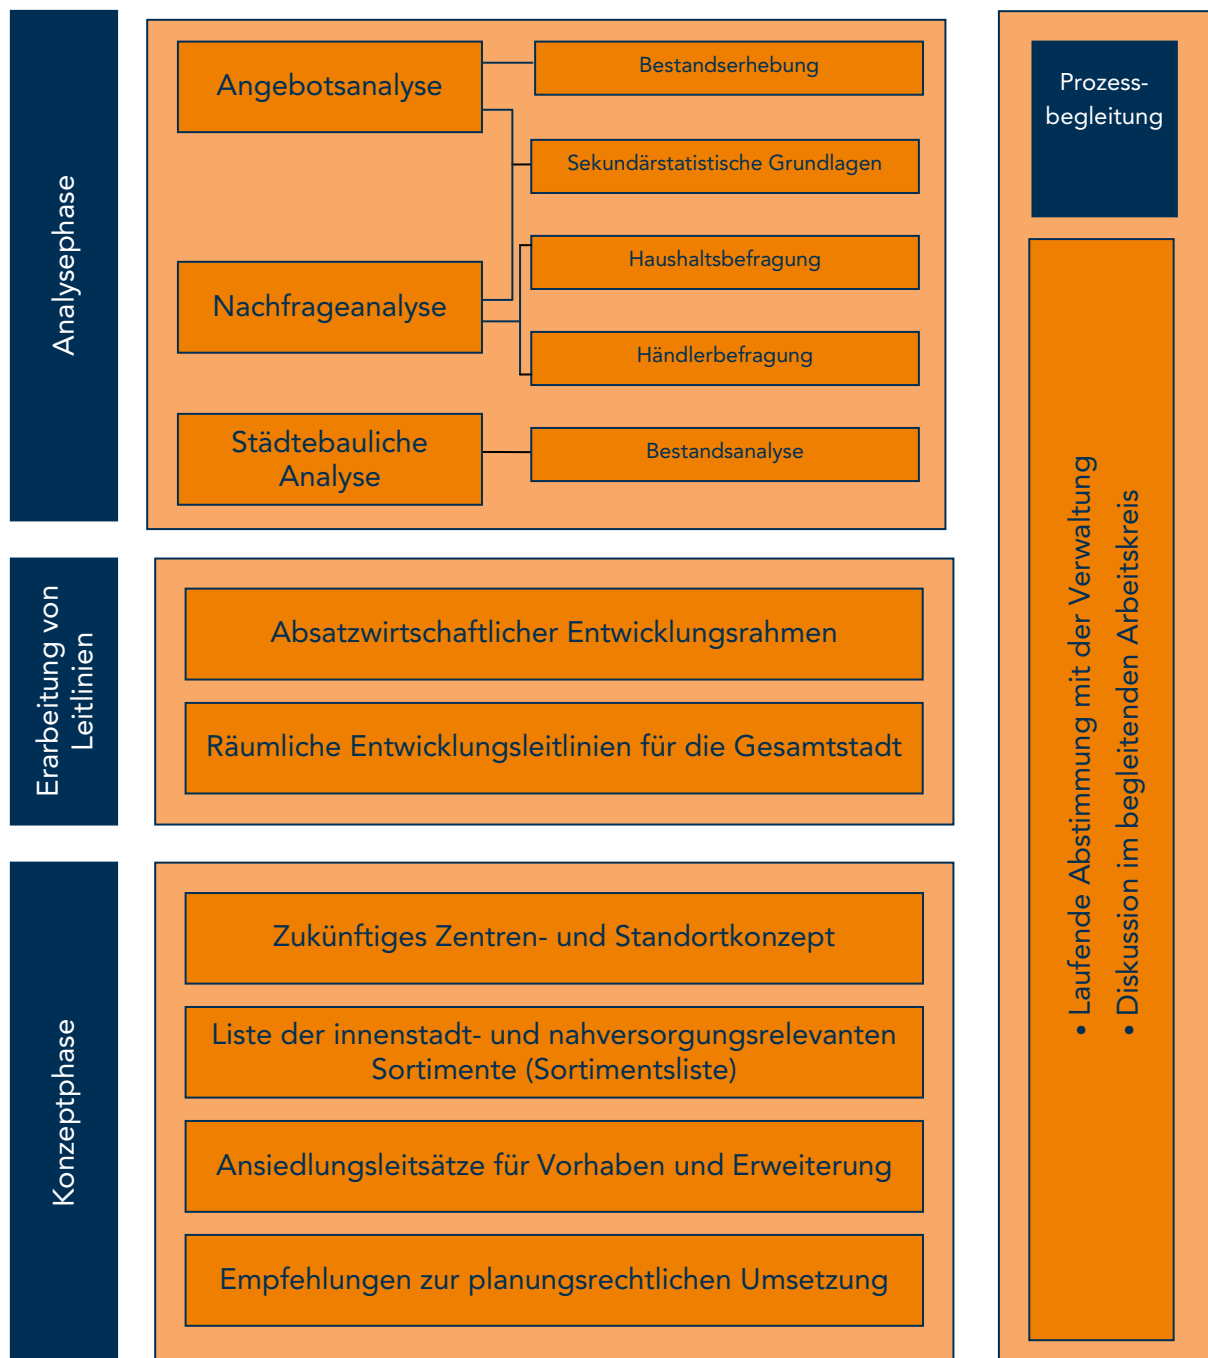 Analysephase
Angebotsanalyse
Bestandserhebung
Sekundärstatistische Grundlagen
Nachfrageanalyse
Haushaltsbefragung
Händlerbefragung
Städtebauliche
Analyse
Bestandsanalyse
Erarbeitung von
Leitlinien
Absatzwirtschaftlicher Entwicklungsrahmen
Räumliche Entwicklungsleitlinien für die Gesamtstadt
Konzeptphase
Zukünftiges Zentren- und Standortkonzept
Liste der innenstadt- und nahversorgungsrelevanten
Sortimente (Sortimentsliste)
Ansiedlungsleitsätze für Vorhaben und Erweiterung
Empfehlungen zur planungsrechtlichen Umsetzung
Prozess-
begleitung
• Laufende Abstimmung mit der Verwaltung
• Diskussion im begleitenden Arbeitskreis